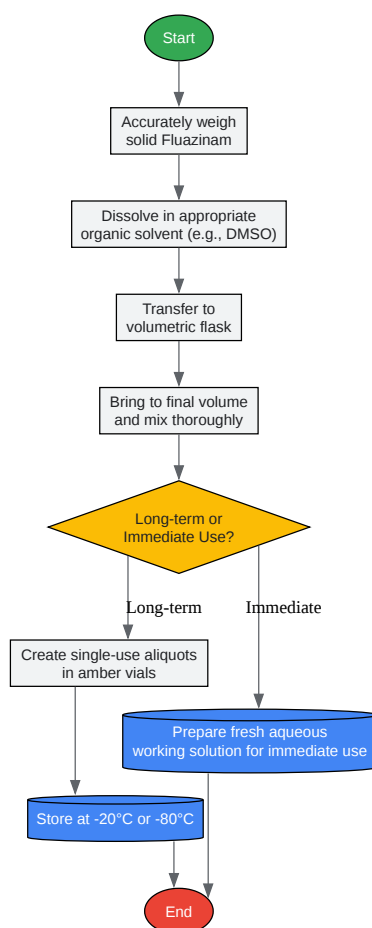 Start
Accurately weigh
solid Fluazinam
Dissolve in appropriate
organic solvent (e.g., DMSO)
Transfer to
volumetric flask
Bring to final volume
and mix thoroughly
Long-term or
Immediate Use?
Long-term
Immediate
Create single-use aliquots
in amber vials
Prepare fresh aqueous
working solution for immediate use
Store at -20°C or -80°C
End